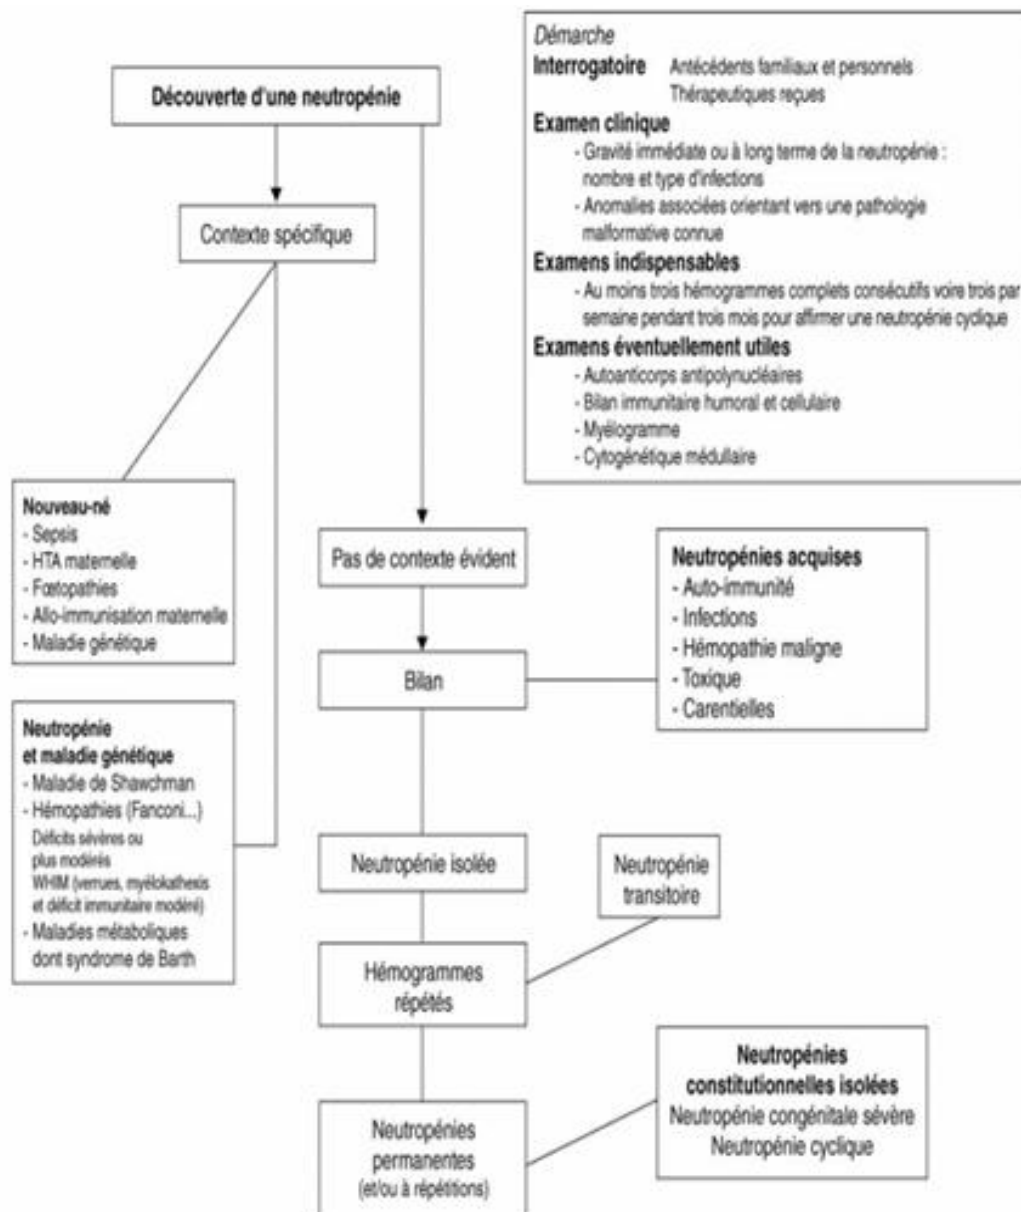 Découverte d'une neutropénie
Contexte spécifique
Démarche
Interrogatoire Antécédents familiaux et personnels
Thérapeutiques reçues
Examen clinique
- Gravité immédiate ou à long terme de la neutropénie :
nombre et type d'infections
- Anomalies associées orientant vers une pathologie
malformative connue
Examens indispensables
- Au moins trois hémogrammes complets consécutifs voire trois par
semaine pendant trois mois pour affirmer une neutropénie cyclique
Examens éventuellement utiles
- Autoanticorps antipolynucléaires
- Bilan immunitaire humoral et cellulaire
- Myélogramme
- Cytogénétique médullaire
Nouveau-né
- Sepsis
- HTA maternelle
- Fœtopathies
- Allo-immunisation maternelle
- Maladie génétique
Pas de contexte évident
Bilan
Neutropénies acquises
- Auto-immunité
- Infections
- Hémopathie maligne
- Toxique
- Carentielles
Neutropénie
et maladie génétique
- Maladie de Shawchman
- Hémopathies (Fanconi...)
Déficits sévères ou
plus modérés
WHIM (verrues, myélokathexis
et déficit immunitaire modéré)
- Maladies métaboliques
dont syndrome de Barth
Neutropénie isolée
Neutropénie
transitoire
Hémogrammes
répétés
Neutropénies
permanentes
(et/ou à répétitions)
Neutropénies
constitutionnelles isolées
Neutropénie congénitale sévère
Neutropénie cyclique